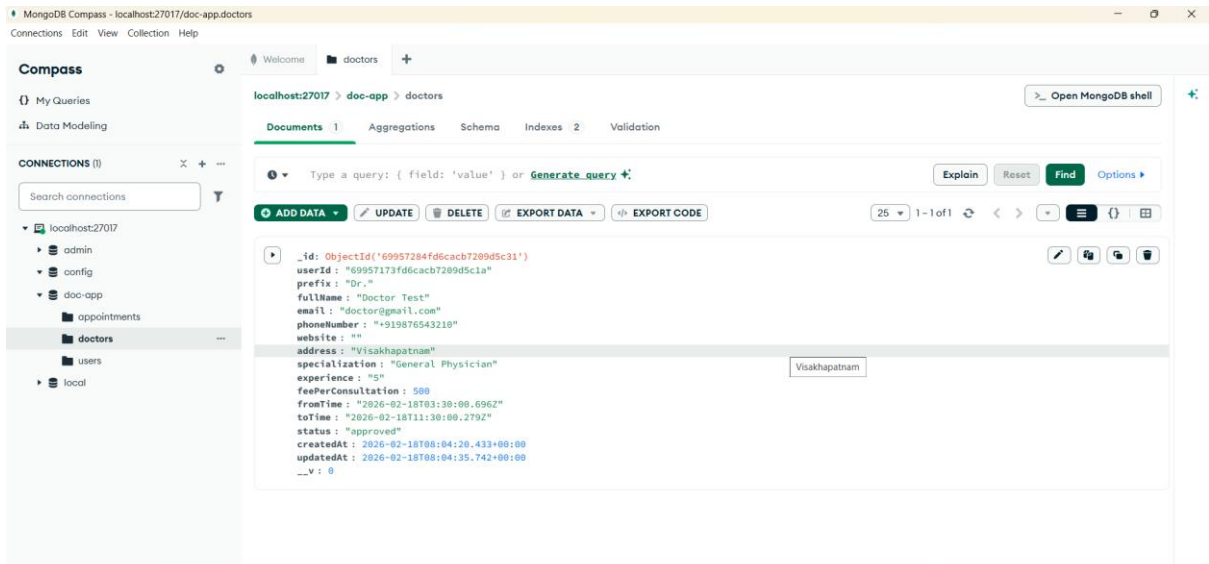 MongoDB Compass - localhost:27017/doc-app.doctors
Connections Edit View Collection Help
Compass
My Queries
Data Modeling
CONNECTIONS (1)
Search connections
localhost:27017
admin
config
doc-app
appointments
doctors
users
local
Welcome
doctors
localhost:27017 > doc-app > doctors
>_ Open MongoDB shell
Documents 1 Aggregations Schema Indexes 2 Validation
Type a query: { field: 'value' } or Generate query
Explain Reset Find Options
ADD DATA UPDATE DELETE EXPORT DATA EXPORT CODE
25 1-1 of 1
_id: ObjectId('69957284fd6cacb7209d5c31')
userId : "69957173fd6cacb7209d5c1a"
prefix : "Dr."
fullName : "Doctor Test"
email : "doctor@gmail.com"
phoneNumber : "+919876543210"
website : ""
address : "Visakhapatnam"
specialization : "General Physician"
Visakhapatnam
experience : "5"
feePerConsultation : 500
fromTime : "2026-02-18T03:30:00.696Z"
toTime : "2026-02-18T11:30:00.279Z"
status : "approved"
createdAt : 2026-02-18T08:04:20.433+00:00
updatedAt : 2026-02-18T08:04:35.742+00:00
__v : 0